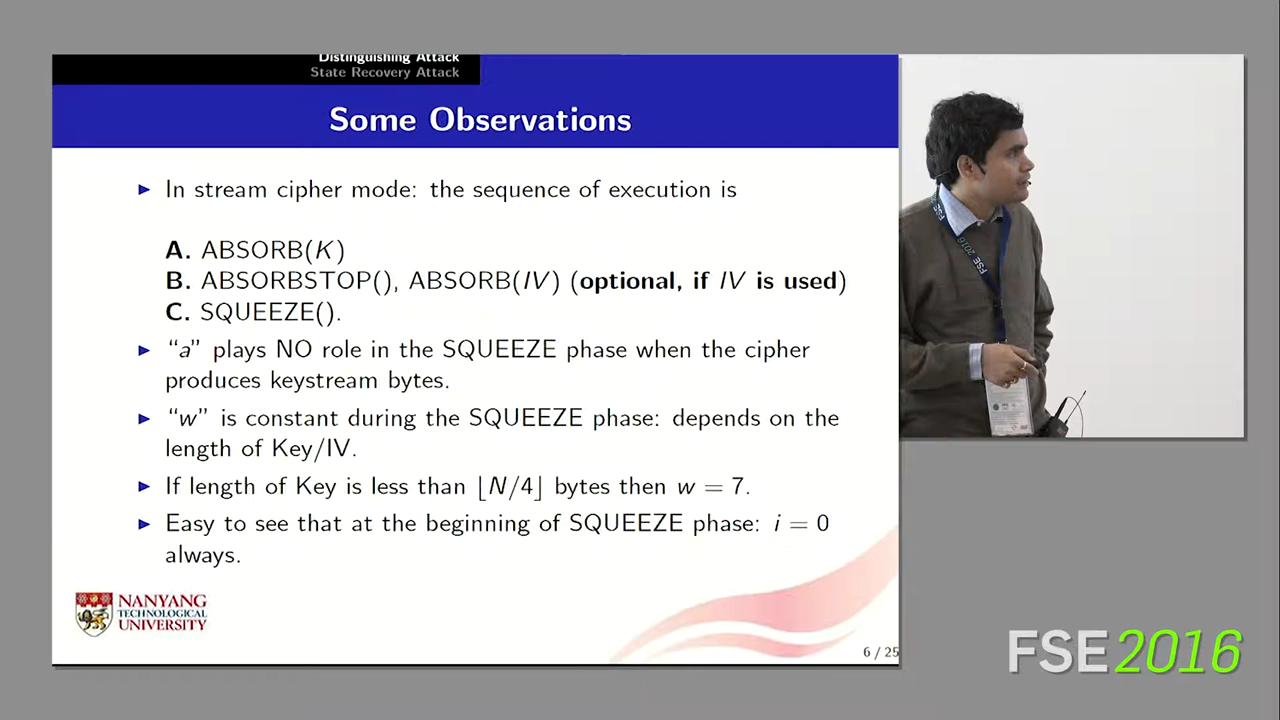 Distinguishing Attack
State Recovery Attack
Some Observations
In stream cipher mode: the sequence of execution is
A. ABSORB(K)
B. ABSORBSTOP(), ABSORB(IV) (optional, if IV is used)
C. SQUEEZE().
“a” plays NO role in the SQUEEZE phase when the cipher
produces keystream bytes.
“w” is constant during the SQUEEZE phase: depends on the
length of Key/IV.
If length of Key is less than ⌊N/4⌋ bytes then w = 7.
Easy to see that at the beginning of SQUEEZE phase: i = 0
always.
NANYANG
TECHNOLOGICAL
UNIVERSITY
6 / 25
FSE 2016
FSE 2016